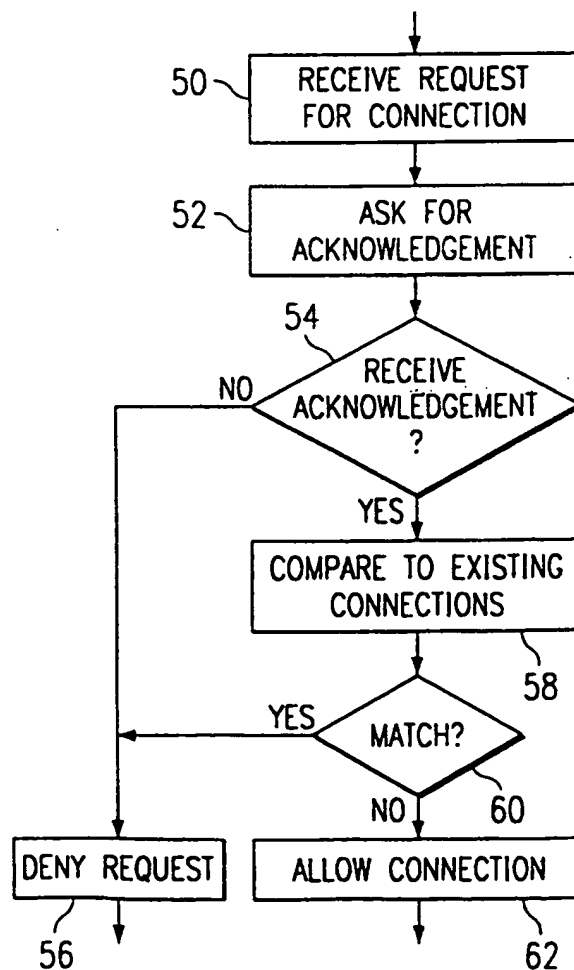 50
RECEIVE REQUEST
FOR CONNECTION
52
ASK FOR
ACKNOWLEDGEMENT
54
RECEIVE
ACKNOWLEDGEMENT
?
NO
YES
COMPARE TO EXISTING
CONNECTIONS
58
YES
MATCH?
60
NO
DENY REQUEST
56
ALLOW CONNECTION
62